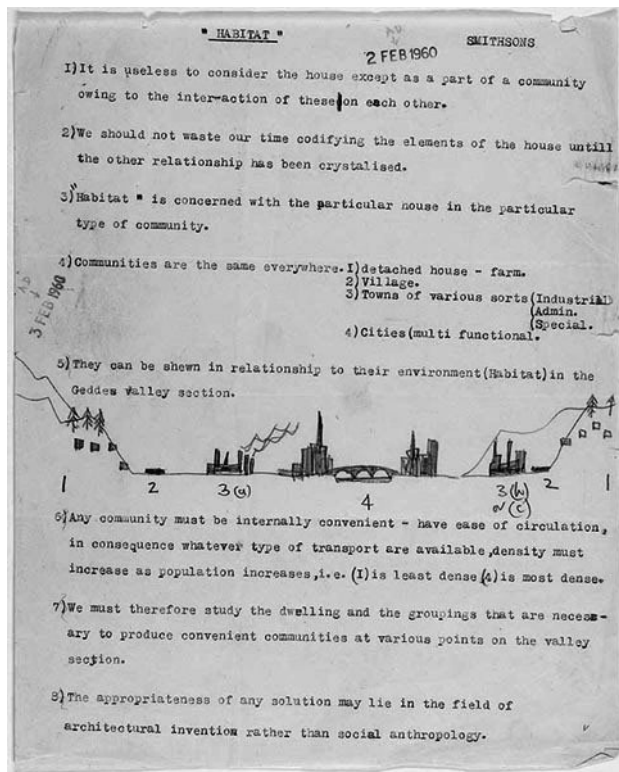 " HABITAT "
AD
2 FEB 1960
SMITHSONS
I) It is useless to consider the house except as a part of a community
owing to the inter-action of these on each other.
2) We should not waste our time codifying the elements of the house untill
the other relationship has been crystalised.
3) "Habitat " is concerned with the particular house in the particular
type of community.
4) Communities are the same everywhere. I) detached house - farm.
2) Village.
3) Towns of various sorts (Industrial
(Admin.
(Special.
4) Cities (multi functional.
AD
3 FEB 1960
5) They can be shewn in relationship to their environment (Habitat) in the
Geddes valley section.
1 2 3(a) 4 3(b) 2 1
or (c)
6) Any community must be internally convenient - have ease of circulation,
in consequence whatever type of transport are available, density must
increase as population increases, i.e. (I) is least dense (4) is most dense.
7) We must therefore study the dwelling and the groupings that are necess-
ary to produce convenient communities at various points on the valley
section.
8) The appropriateness of any solution may lie in the field of
architectural invention rather than social anthropology.